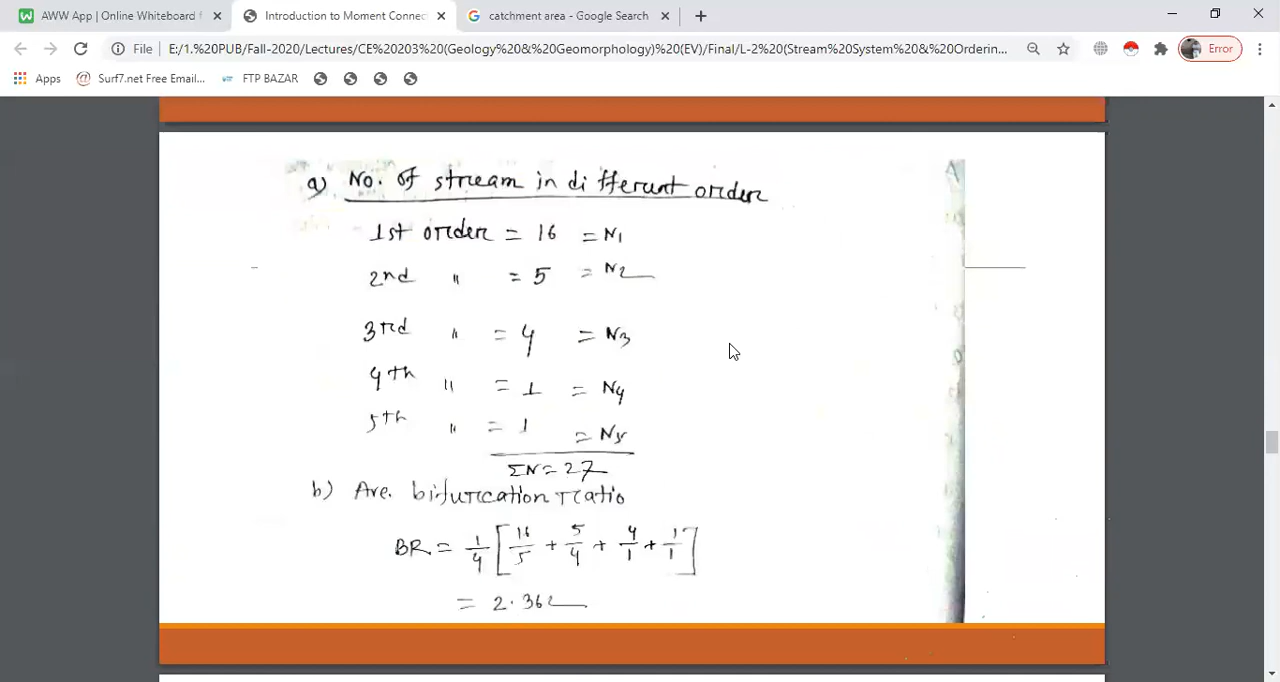 AWW App | Online Whiteboard f
Introduction to Moment Connec
catchment area - Google Search
File | E:/1.%20PUB/Fall-2020/Lectures/CE%20203%20(Geology%20&%20Geomorphology)%20(EV)/Final/L-2%20(Stream%20System%20&%20Orderin...
Error
Apps Surf7.net Free Email... FTP BAZAR
a) No. of stream in different order
1st order = 16 = N1
2nd " = 5 = N2
3rd " = 4 = N3
4th " = 1 = N4
5th " = 1 = N5
ΣN = 27
b) Ave. bifurcation ratio
BR = 1/4 [16/5 + 5/4 + 4/1 + 1/1]
= 2.362